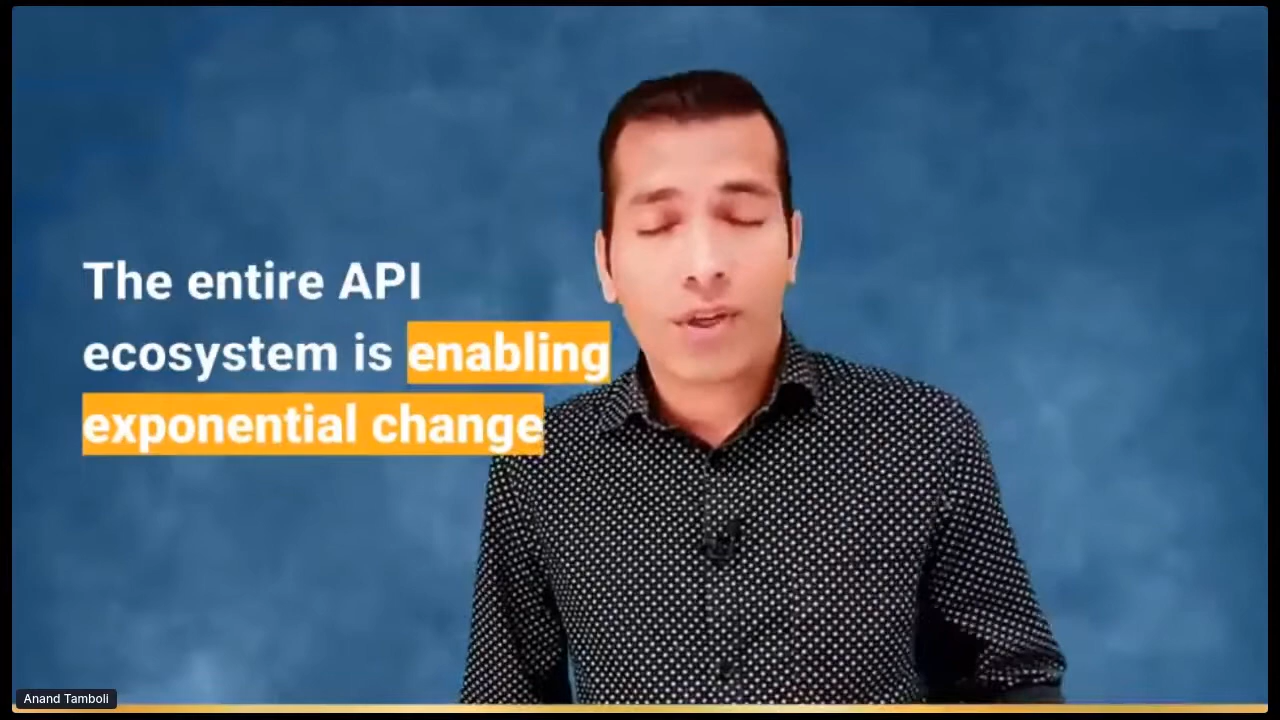 The entire API
ecosystem is enabling
exponential change
Anand Tamboli